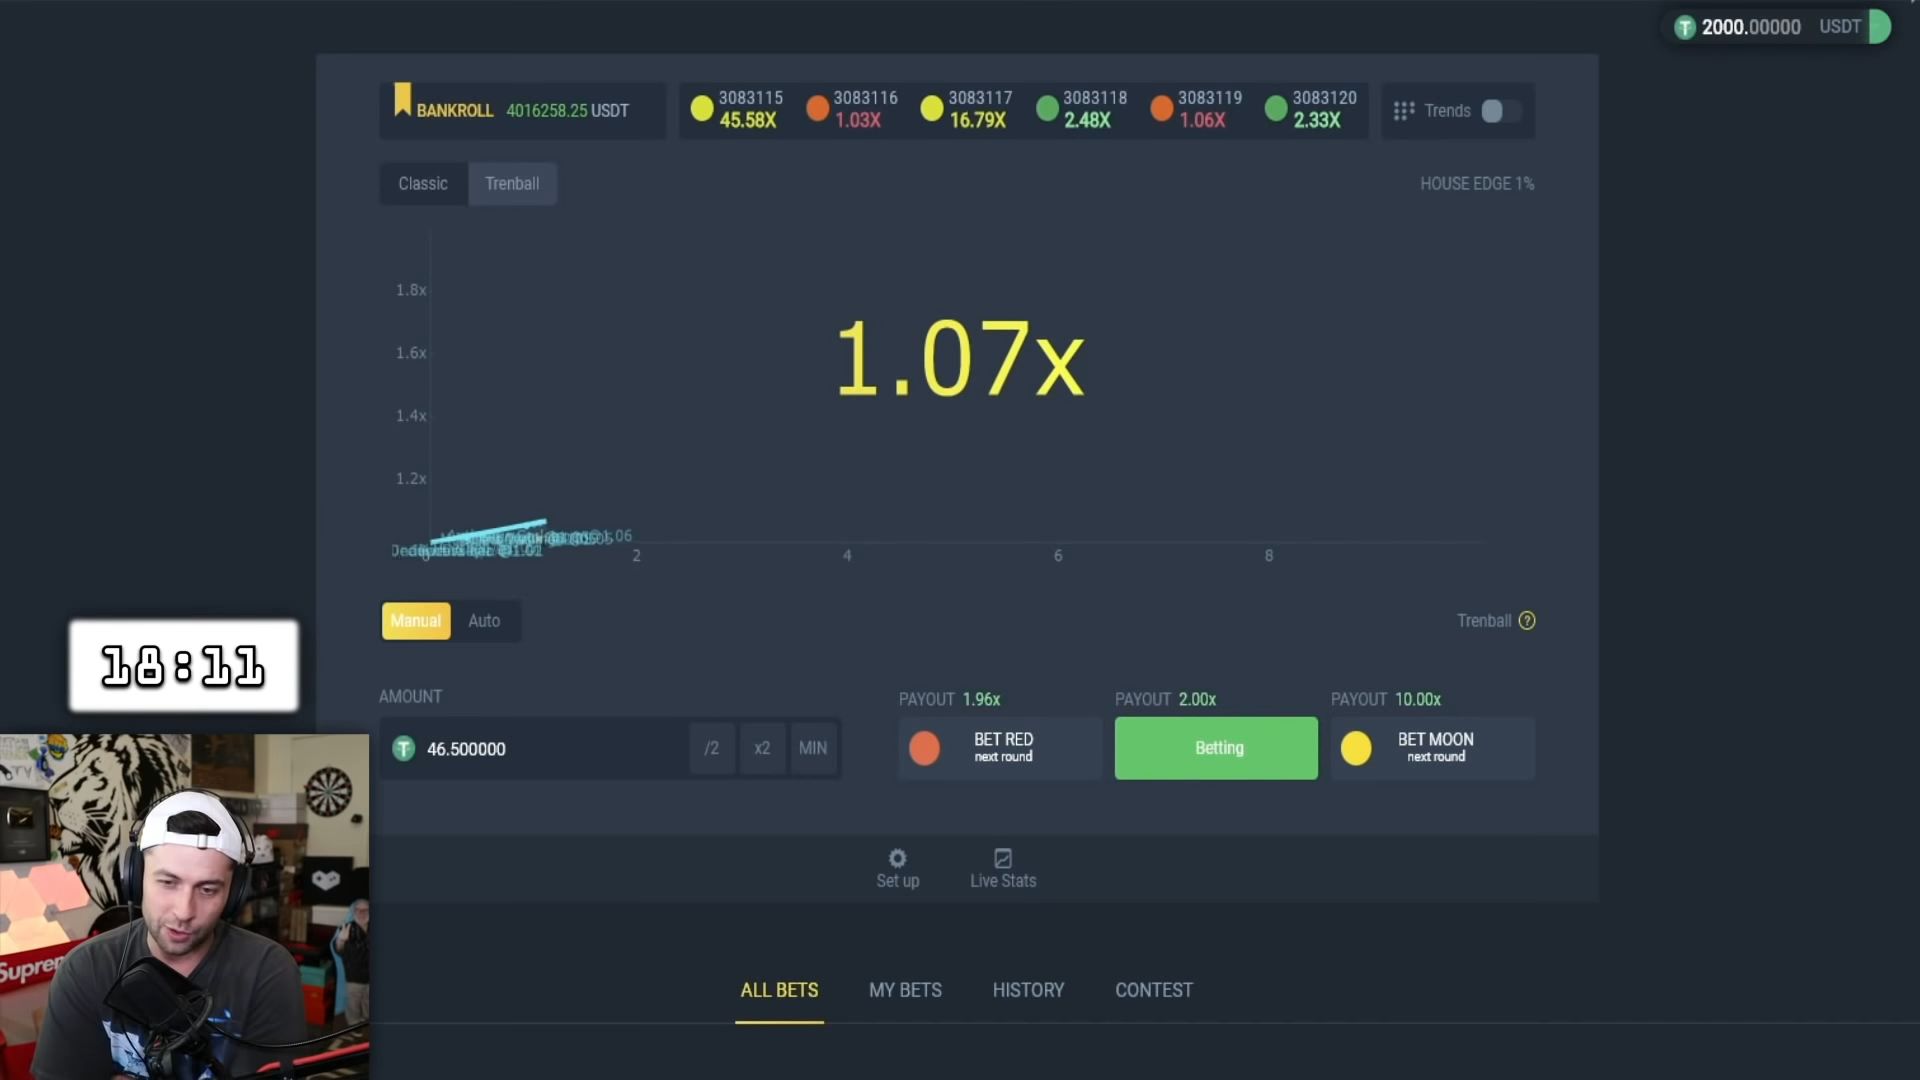 2000.00000 USDT
BANKROLL 4016258.25 USDT
3083115 3083116 3083117 3083118 3083119 3083120
45.58X 1.03X 16.79X 2.48X 1.06X 2.33X
Trends
Classic Trenball
HOUSE EDGE 1%
1.8x
1.6x
1.4x
1.2x
1.07x
0 2 4 6 8
Manual Auto
Trenball ?
18:11
AMOUNT
46.500000 /2 x2 MIN
PAYOUT 1.96x PAYOUT 2.00x PAYOUT 10.00x
BET RED
next round
Betting
BET MOON
next round
Set up Live Stats
ALL BETS MY BETS HISTORY CONTEST
Suprem